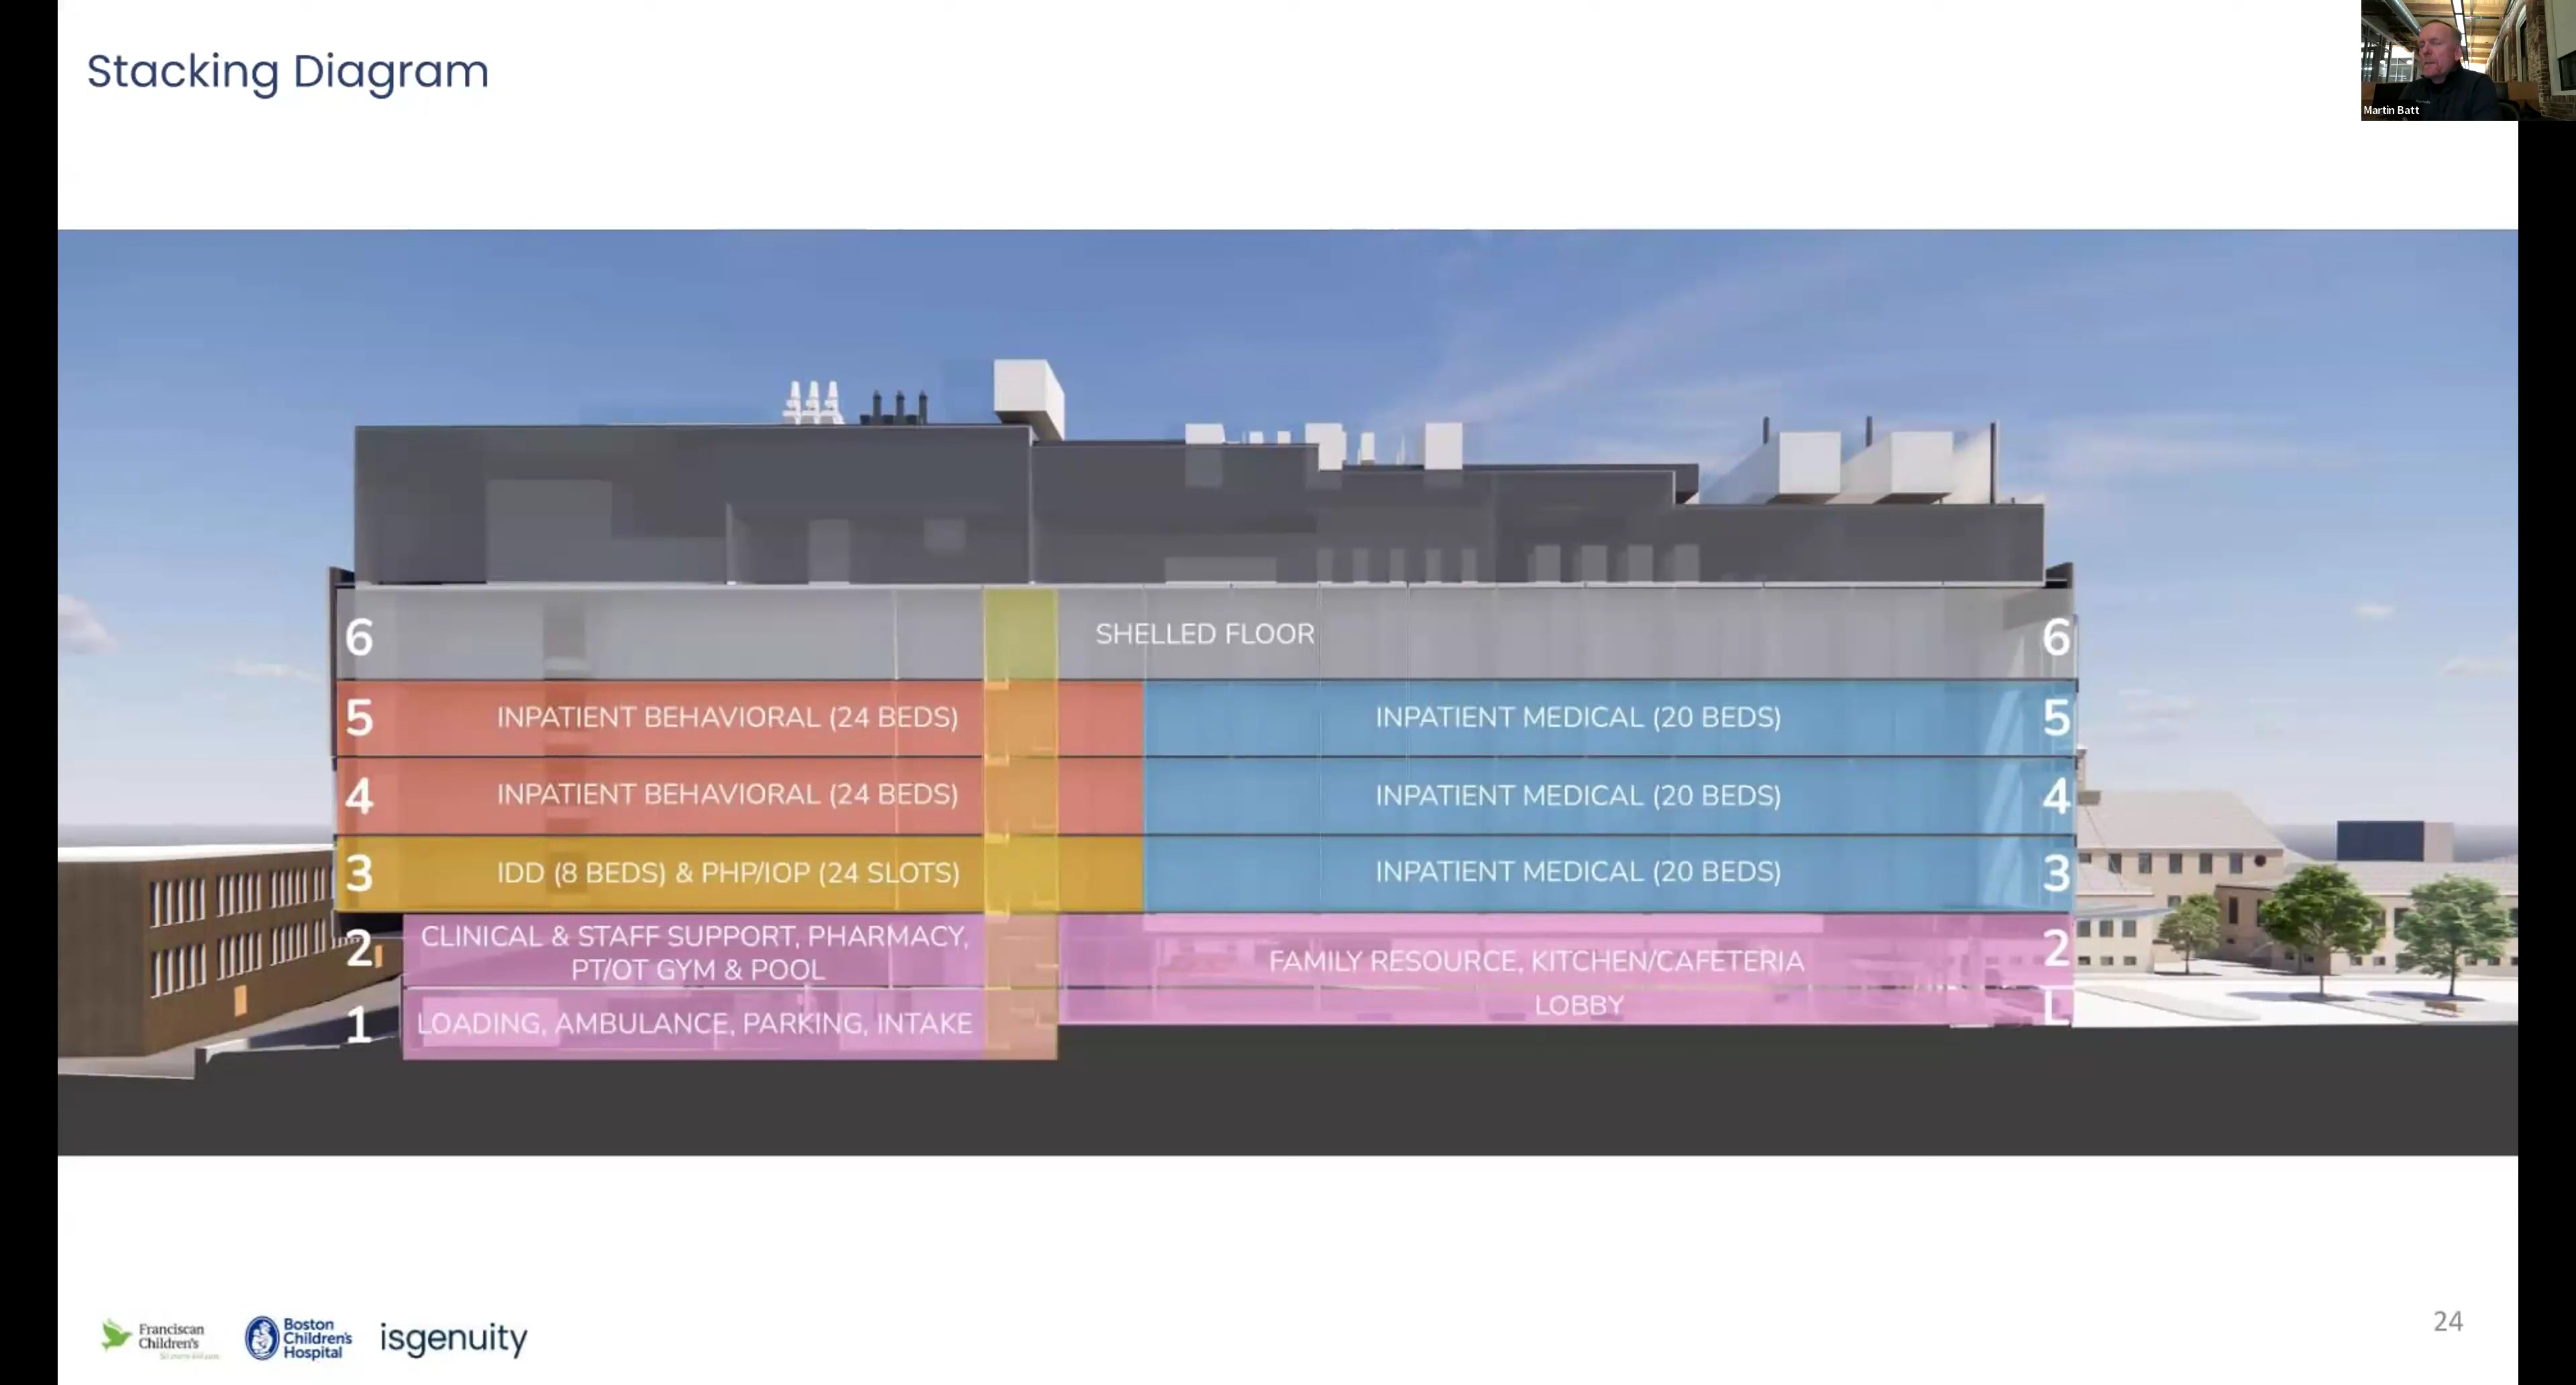 Stacking Diagram
Martin Batt
6 SHELLED FLOOR 6
5 INPATIENT BEHAVIORAL (24 BEDS) INPATIENT MEDICAL (20 BEDS) 5
4 INPATIENT BEHAVIORAL (24 BEDS) INPATIENT MEDICAL (20 BEDS) 4
3 IDD (8 BEDS) & PHP/IOP (24 SLOTS) INPATIENT MEDICAL (20 BEDS) 3
2 CLINICAL & STAFF SUPPORT, PHARMACY,
PT/OT GYM & POOL
FAMILY RESOURCE, KITCHEN/CAFETERIA 2
1 LOADING, AMBULANCE, PARKING, INTAKE
LOBBY L
Franciscan
Children's
Boston
Children's
Hospital
isgenuity
24